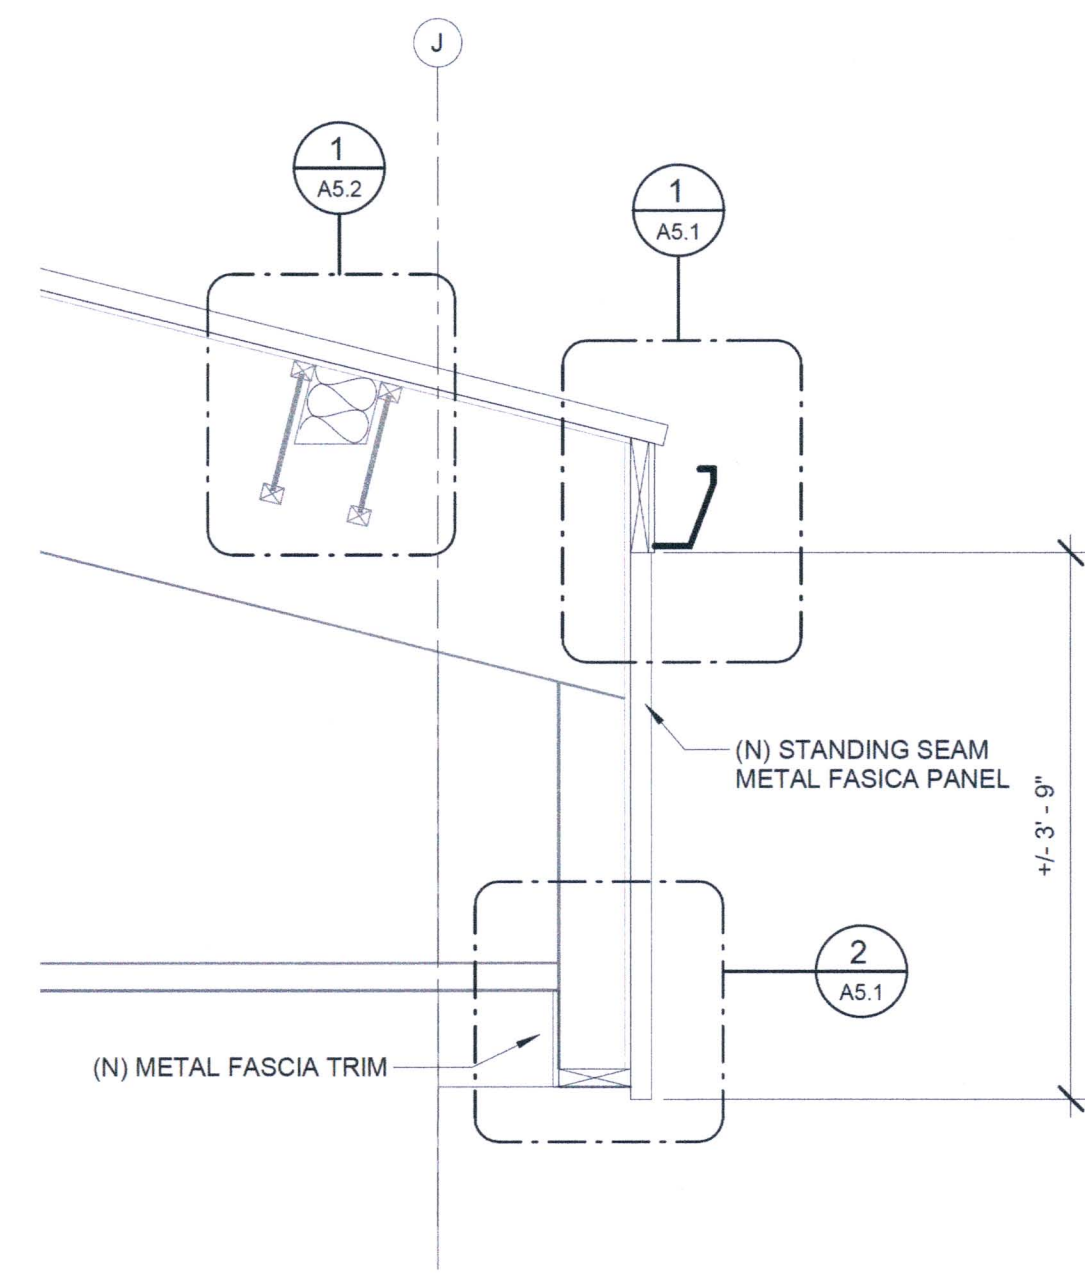 J
1
A5.2
1
A5.1
(N) STANDING SEAM
METAL FASICA PANEL
+/- 3' - 9"
2
A5.1
(N) METAL FASCIA TRIM